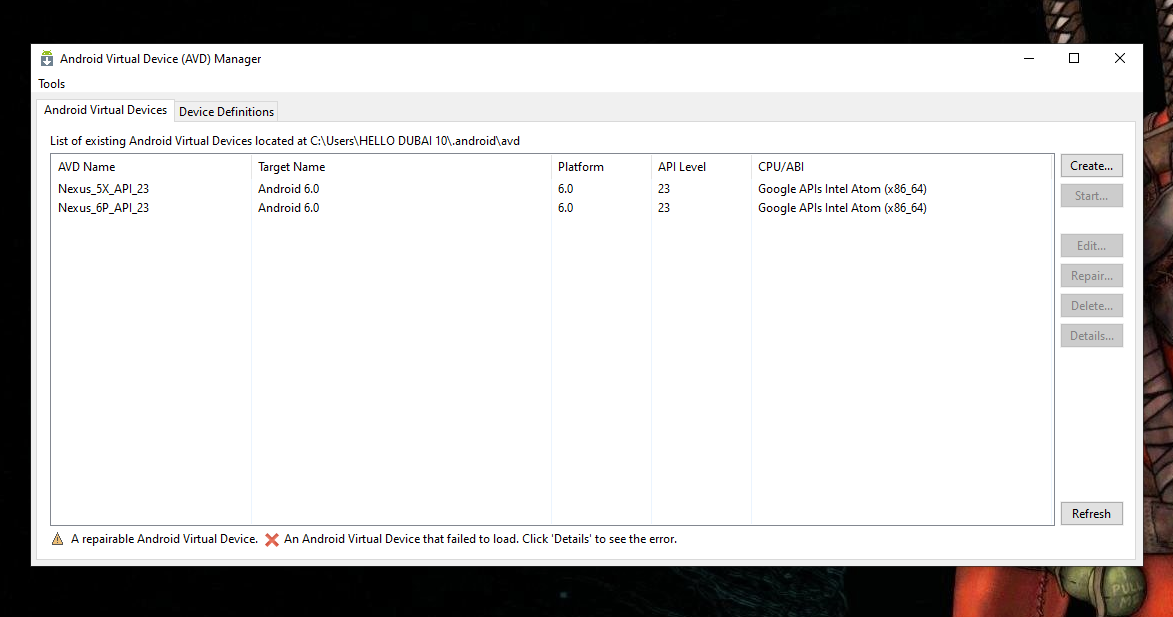 Android Virtual Device (AVD) Manager
Tools
Android Virtual Devices
Device Definitions
List of existing Android Virtual Devices located at C:\Users\HELLO DUBAI 10\.android\avd
AVD Name Target Name Platform API Level CPU/ABI
Nexus_5X_API_23 Android 6.0 6.0 23 Google APIs Intel Atom (x86_64)
Nexus_6P_API_23 Android 6.0 6.0 23 Google APIs Intel Atom (x86_64)
Create...
Start...
Edit...
Repair...
Delete...
Details...
Refresh
A repairable Android Virtual Device. An Android Virtual Device that failed to load. Click 'Details' to see the error.
PULL
ME